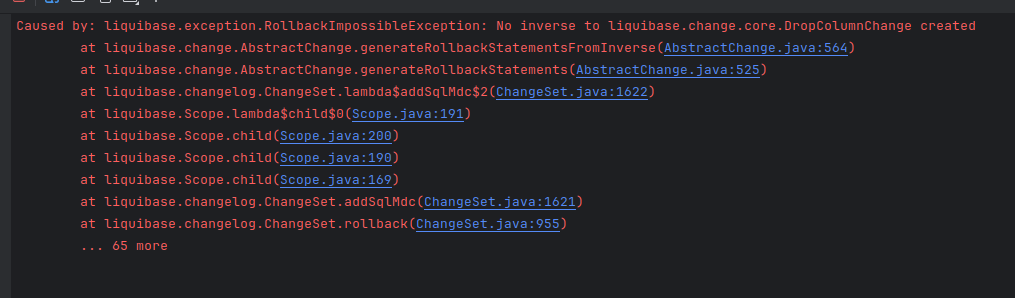 Caused by: liquibase.exception.RollbackImpossibleException: No inverse to liquibase.change.core.DropColumnChange created
at liquibase.change.AbstractChange.generateRollbackStatementsFromInverse(AbstractChange.java:564)
at liquibase.change.AbstractChange.generateRollbackStatements(AbstractChange.java:525)
at liquibase.changelog.ChangeSet.lambda$addSqlMdc$2(ChangeSet.java:1622)
at liquibase.Scope.lambda$child$0(Scope.java:191)
at liquibase.Scope.child(Scope.java:200)
at liquibase.Scope.child(Scope.java:190)
at liquibase.Scope.child(Scope.java:169)
at liquibase.changelog.ChangeSet.addSqlMdc(ChangeSet.java:1621)
at liquibase.changelog.ChangeSet.rollback(ChangeSet.java:955)
... 65 more